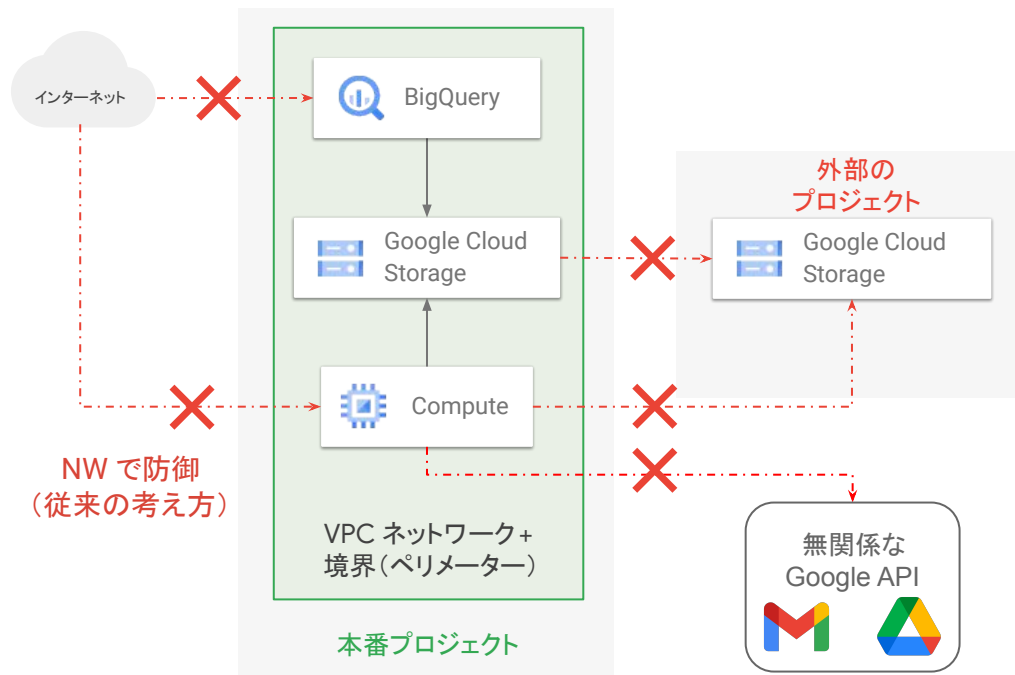 インターネット
BigQuery
Google Cloud
Storage
Compute
NW で防御
（従来の考え方）
VPC ネットワーク+
境界（ペリメーター）
本番プロジェクト
外部の
プロジェクト
Google Cloud
Storage
無関係な
Google API